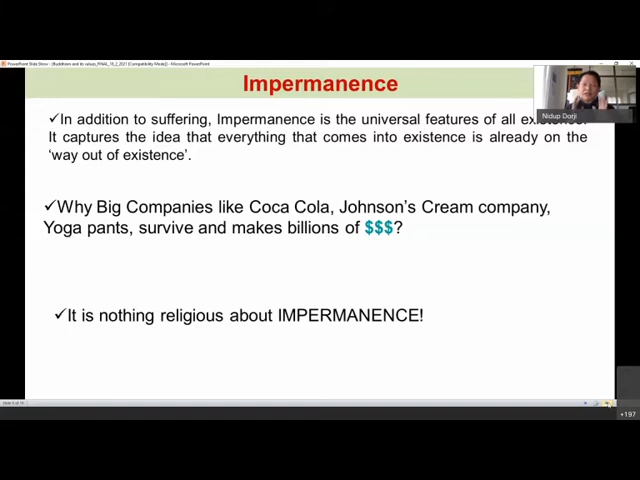 PowerPoint Slide Show - [Buddhism and its values_FINAL_18_2_2021 [Compatibility Mode]] - Microsoft PowerPoint
Impermanence
✓In addition to suffering, Impermanence is the universal features of all existence.
It captures the idea that everything that comes into existence is already on the
‘way out of existence’.
Nidup Dorji
✓Why Big Companies like Coca Cola, Johnson’s Cream company,
Yoga pants, survive and makes billions of $$$?
✓It is nothing religious about IMPERMANENCE!
+197